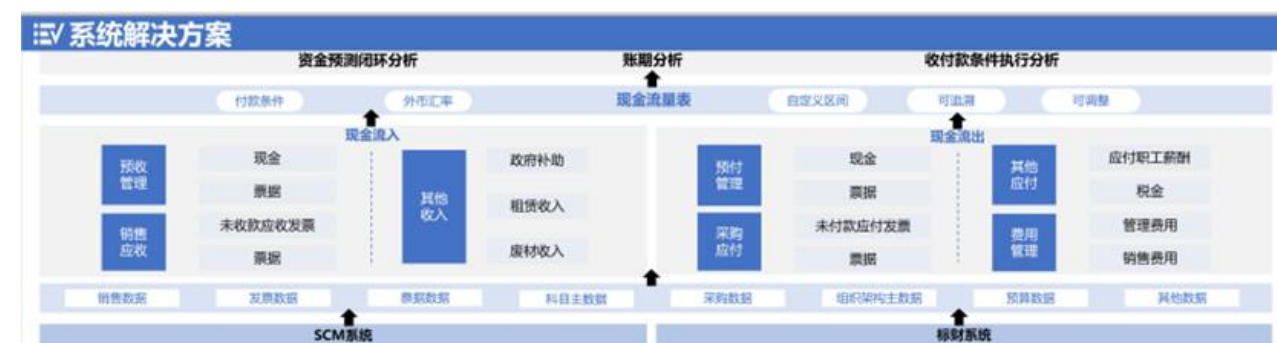 系统解决方案
资金预测闭环分析 账期分析 收付款条件执行分析
付款条件 外币汇率 现金流量表 自定义区间 可追溯 可调整
现金流入 现金流出
预收管理 现金 票据
销售应收 未收款应收发票 票据
其他收入 政府补助 租赁收入 废材收入
预付管理 现金 票据
采购应付 未付款应付发票 票据
其他应付 应付职工薪酬 税金
费用管理 管理费用 销售费用
销售数据 发票数据 票据数据 科目主数据 采购数据 组织架构主数据 预算数据 其他数据
SCM系统 标财系统